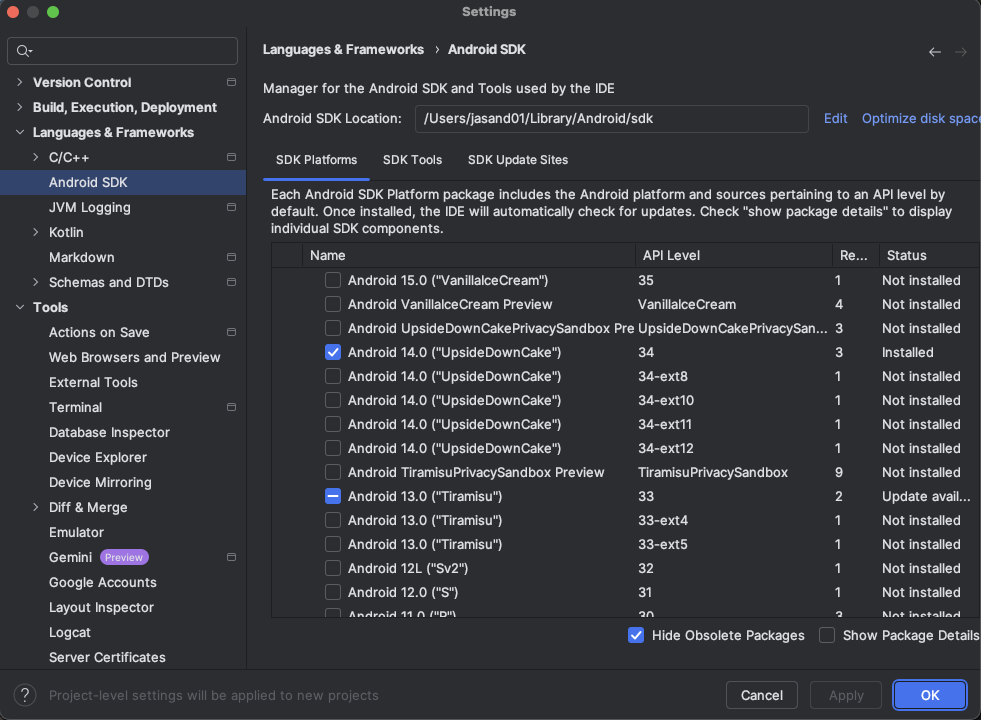 Settings
Version Control
Build, Execution, Deployment
Languages & Frameworks
C/C++
Android SDK
JVM Logging
Kotlin
Markdown
Schemas and DTDs
Tools
Actions on Save
Web Browsers and Preview
External Tools
Terminal
Database Inspector
Device Explorer
Device Mirroring
Diff & Merge
Emulator
Gemini Preview
Google Accounts
Layout Inspector
Logcat
Server Certificates
Languages & Frameworks › Android SDK
Manager for the Android SDK and Tools used by the IDE
Android SDK Location: /Users/jasand01/Library/Android/sdk Edit Optimize disk space
SDK Platforms SDK Tools SDK Update Sites
Each Android SDK Platform package includes the Android platform and sources pertaining to an API level by
default. Once installed, the IDE will automatically check for updates. Check "show package details" to display
individual SDK components.
Name API Level Re... Status
Android 15.0 ("VanillaIceCream") 35 1 Not installed
Android VanillaIceCream Preview VanillaIceCream 4 Not installed
Android UpsideDownCakePrivacySandbox Pre UpsideDownCakePrivacySan... 3 Not installed
Android 14.0 ("UpsideDownCake") 34 3 Installed
Android 14.0 ("UpsideDownCake") 34-ext8 1 Not installed
Android 14.0 ("UpsideDownCake") 34-ext10 1 Not installed
Android 14.0 ("UpsideDownCake") 34-ext11 1 Not installed
Android 14.0 ("UpsideDownCake") 34-ext12 1 Not installed
Android TiramisuPrivacySandbox Preview TiramisuPrivacySandbox 9 Not installed
Android 13.0 ("Tiramisu") 33 2 Update avail...
Android 13.0 ("Tiramisu") 33-ext4 1 Not installed
Android 13.0 ("Tiramisu") 33-ext5 1 Not installed
Android 12L ("Sv2") 32 1 Not installed
Android 12.0 ("S") 31 1 Not installed
Android 11.0 ("R") 30 3 Not installed
Hide Obsolete Packages Show Package Details
? Project-level settings will be applied to new projects
Cancel Apply OK